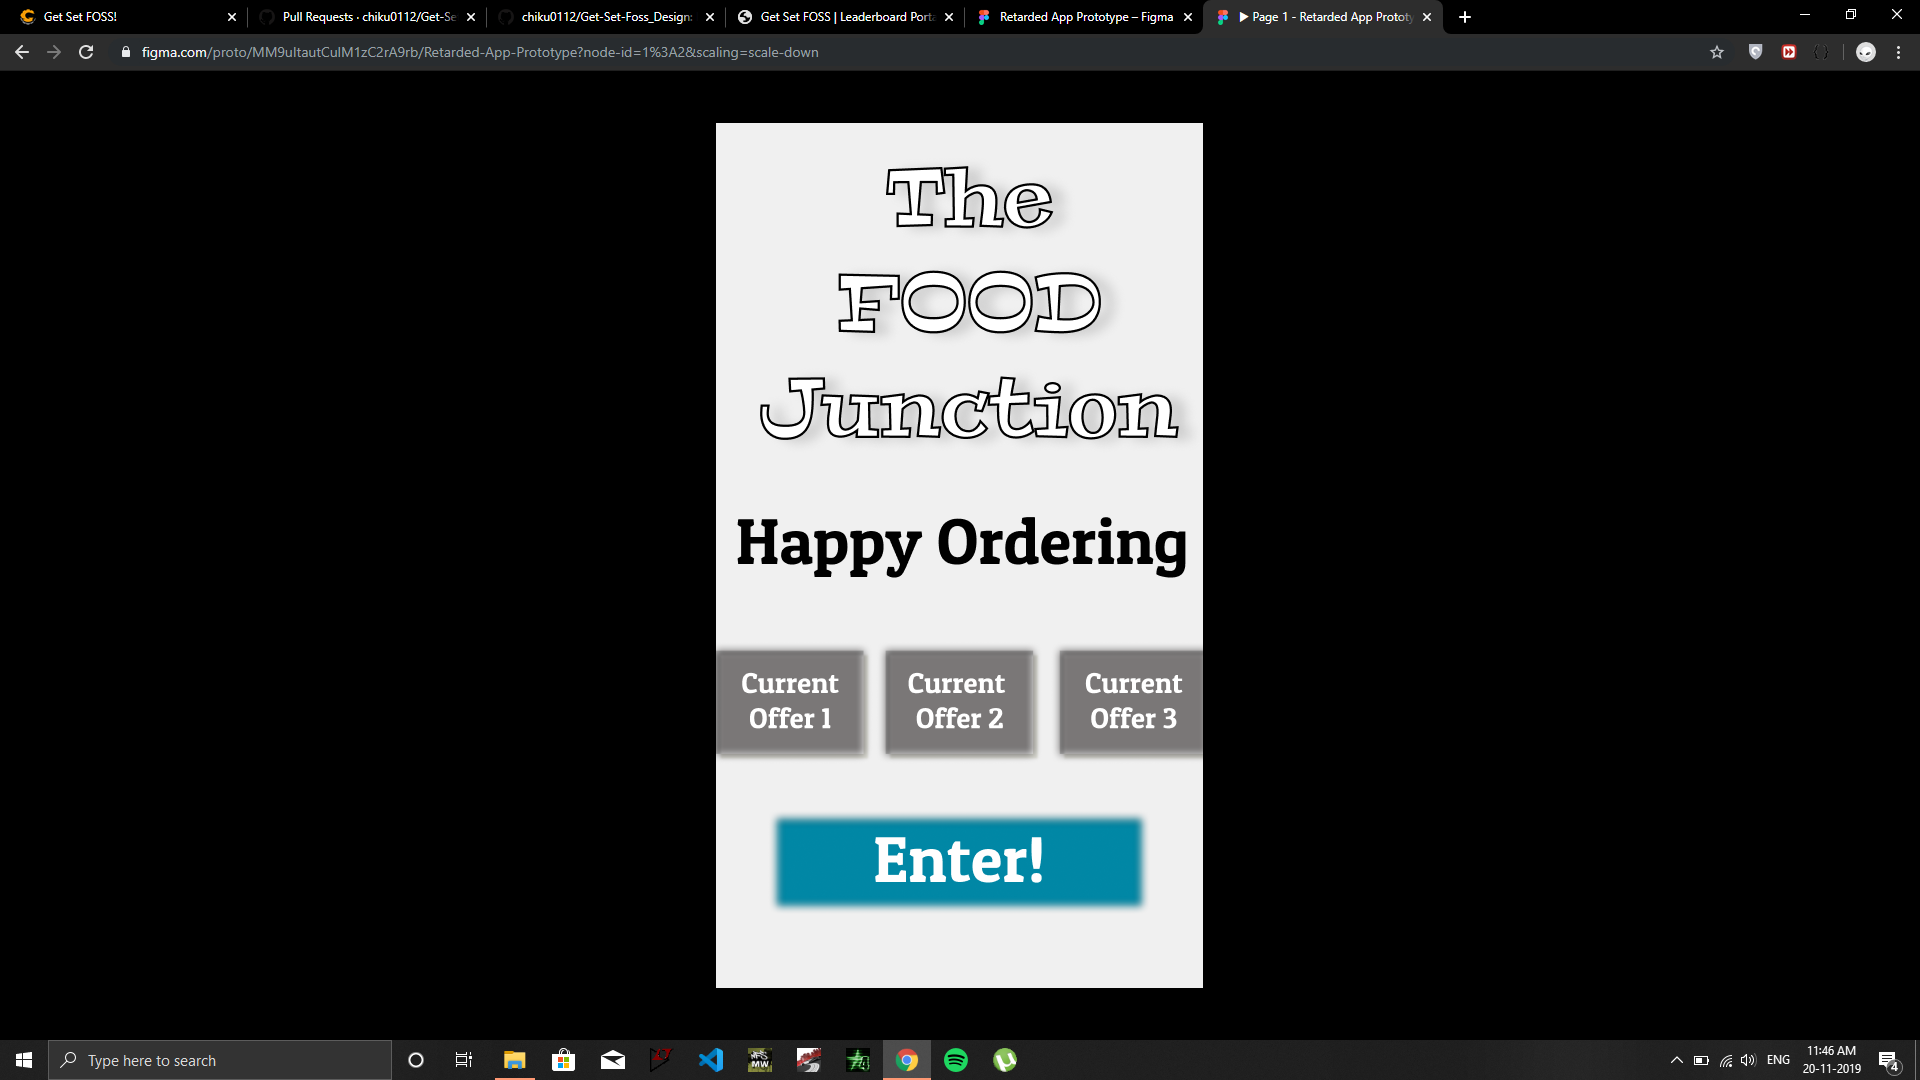 Get Set FOSS!
Pull Requests · chiku0112/Get-Se
chiku0112/Get-Set-Foss_Design:
Get Set FOSS | Leaderboard Porta
Retarded App Prototype – Figma
Page 1 - Retarded App Prototy
figma.com/proto/MM9uItautCulM1zC2rA9rb/Retarded-App-Prototype?node-id=1%3A2&scaling=scale-down
The
FOOD
Junction
Happy Ordering
Current
Offer 1
Current
Offer 2
Current
Offer 3
Enter!
Type here to search
ENG
11:46 AM
20-11-2019
4